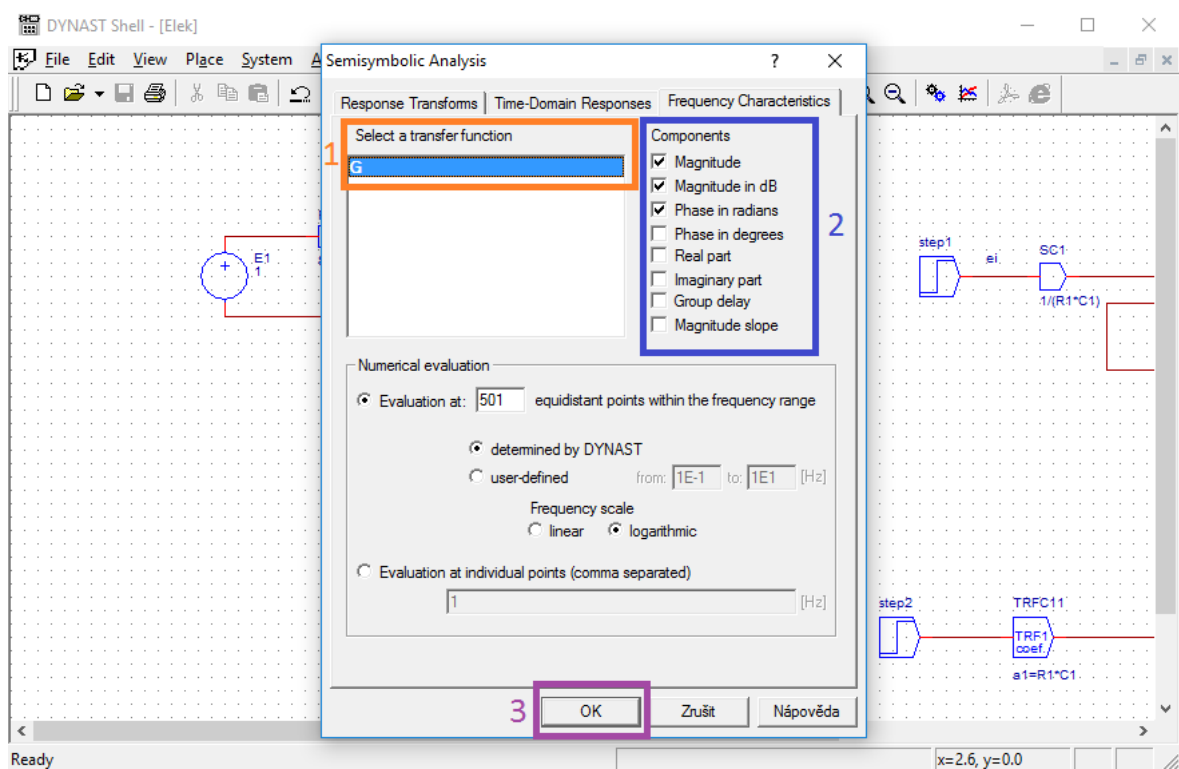 DYNAST Shell - [Elek]
File Edit View Place System A
Semisymbolic Analysis ?
Response Transforms Time-Domain Responses Frequency Characteristics
1
Select a transfer function
G
Components
Magnitude
Magnitude in dB
Phase in radians
Phase in degrees
Real part
Imaginary part
Group delay
Magnitude slope
2
Numerical evaluation
Evaluation at: 501 equidistant points within the frequency range
determined by DYNAST
user-defined from: 1E-1 to: 1E1 [Hz]
Frequency scale
linear logarithmic
Evaluation at individual points (comma separated)
1 [Hz]
3
OK Zrušit Nápověda
E1
1
step1 ei SC1
1/(R1*C1)
step2 TRFC11
TRF1
coef.
a1=R1*C1
Ready x=2.6, y=0.0